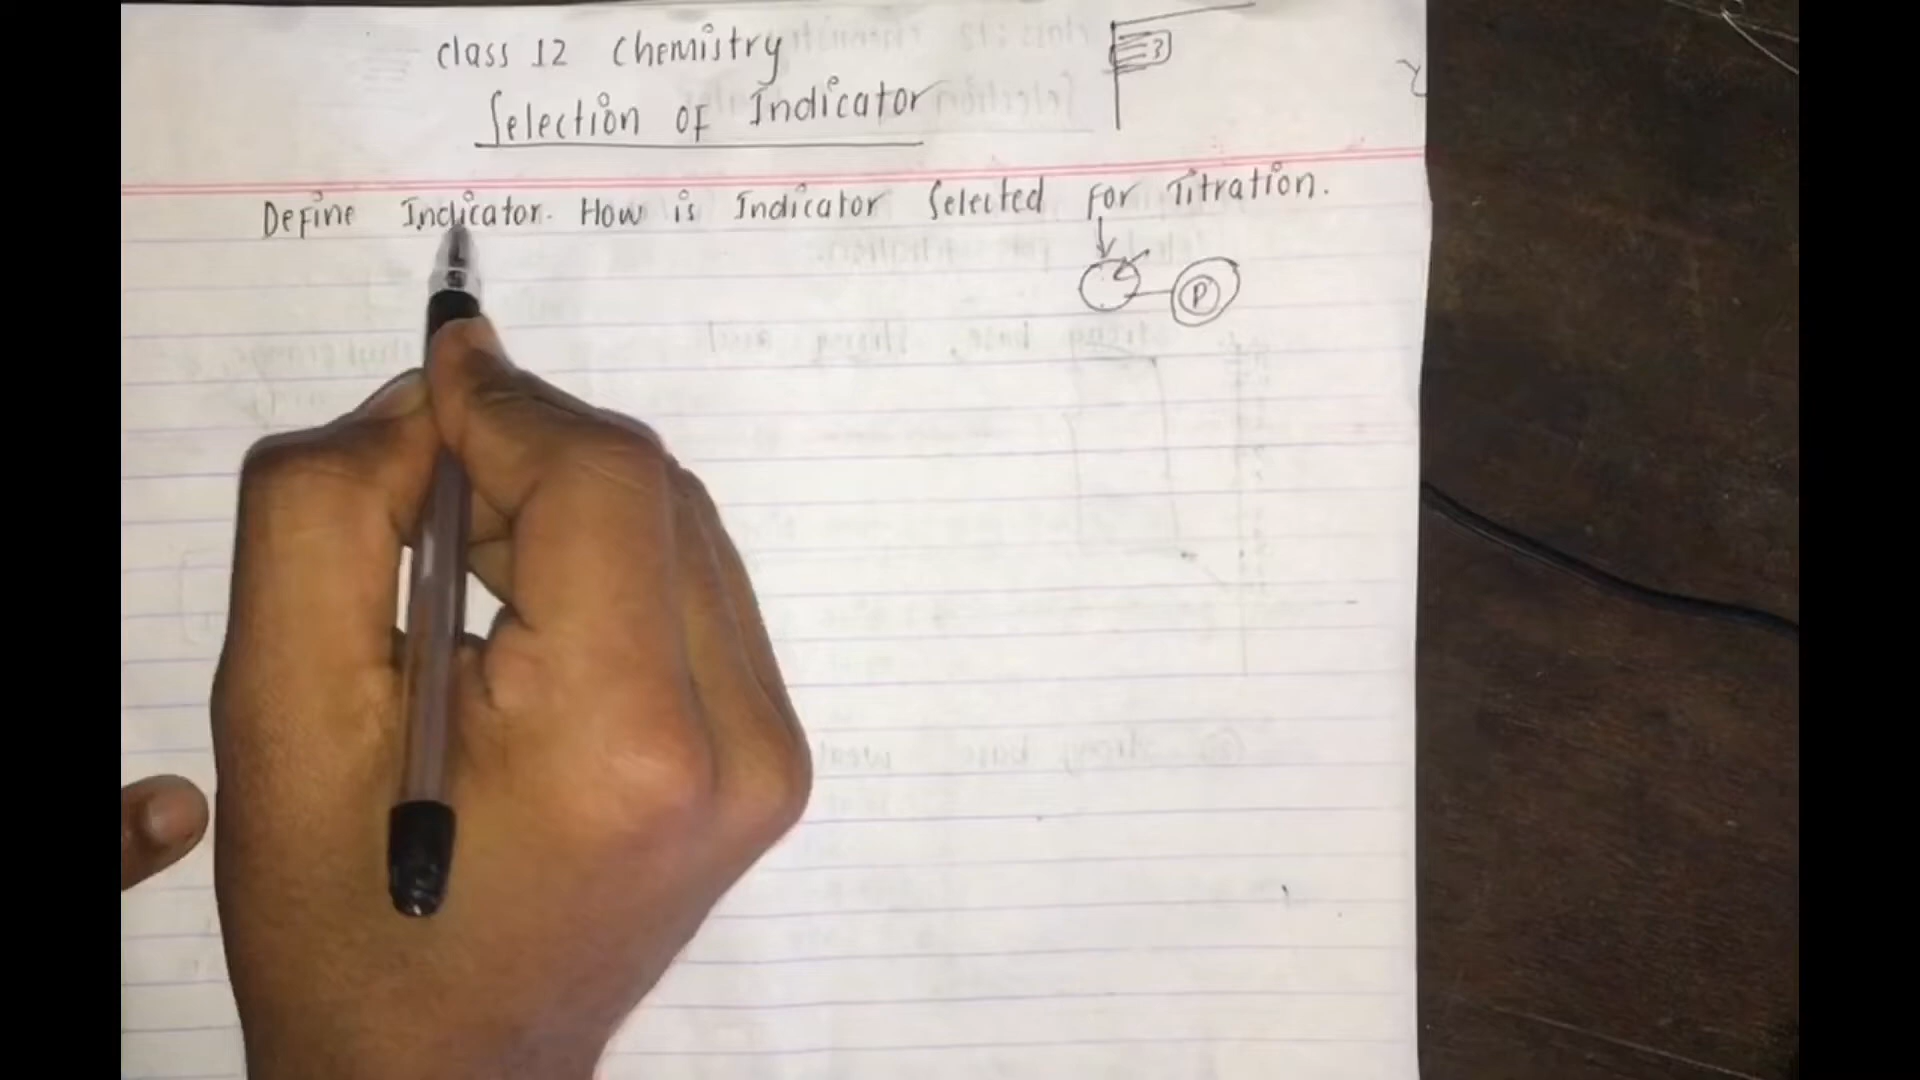 Class 12 Chemistry
Selection of Indicator
Define Indicator. How is Indicator Selected for Titration.
P